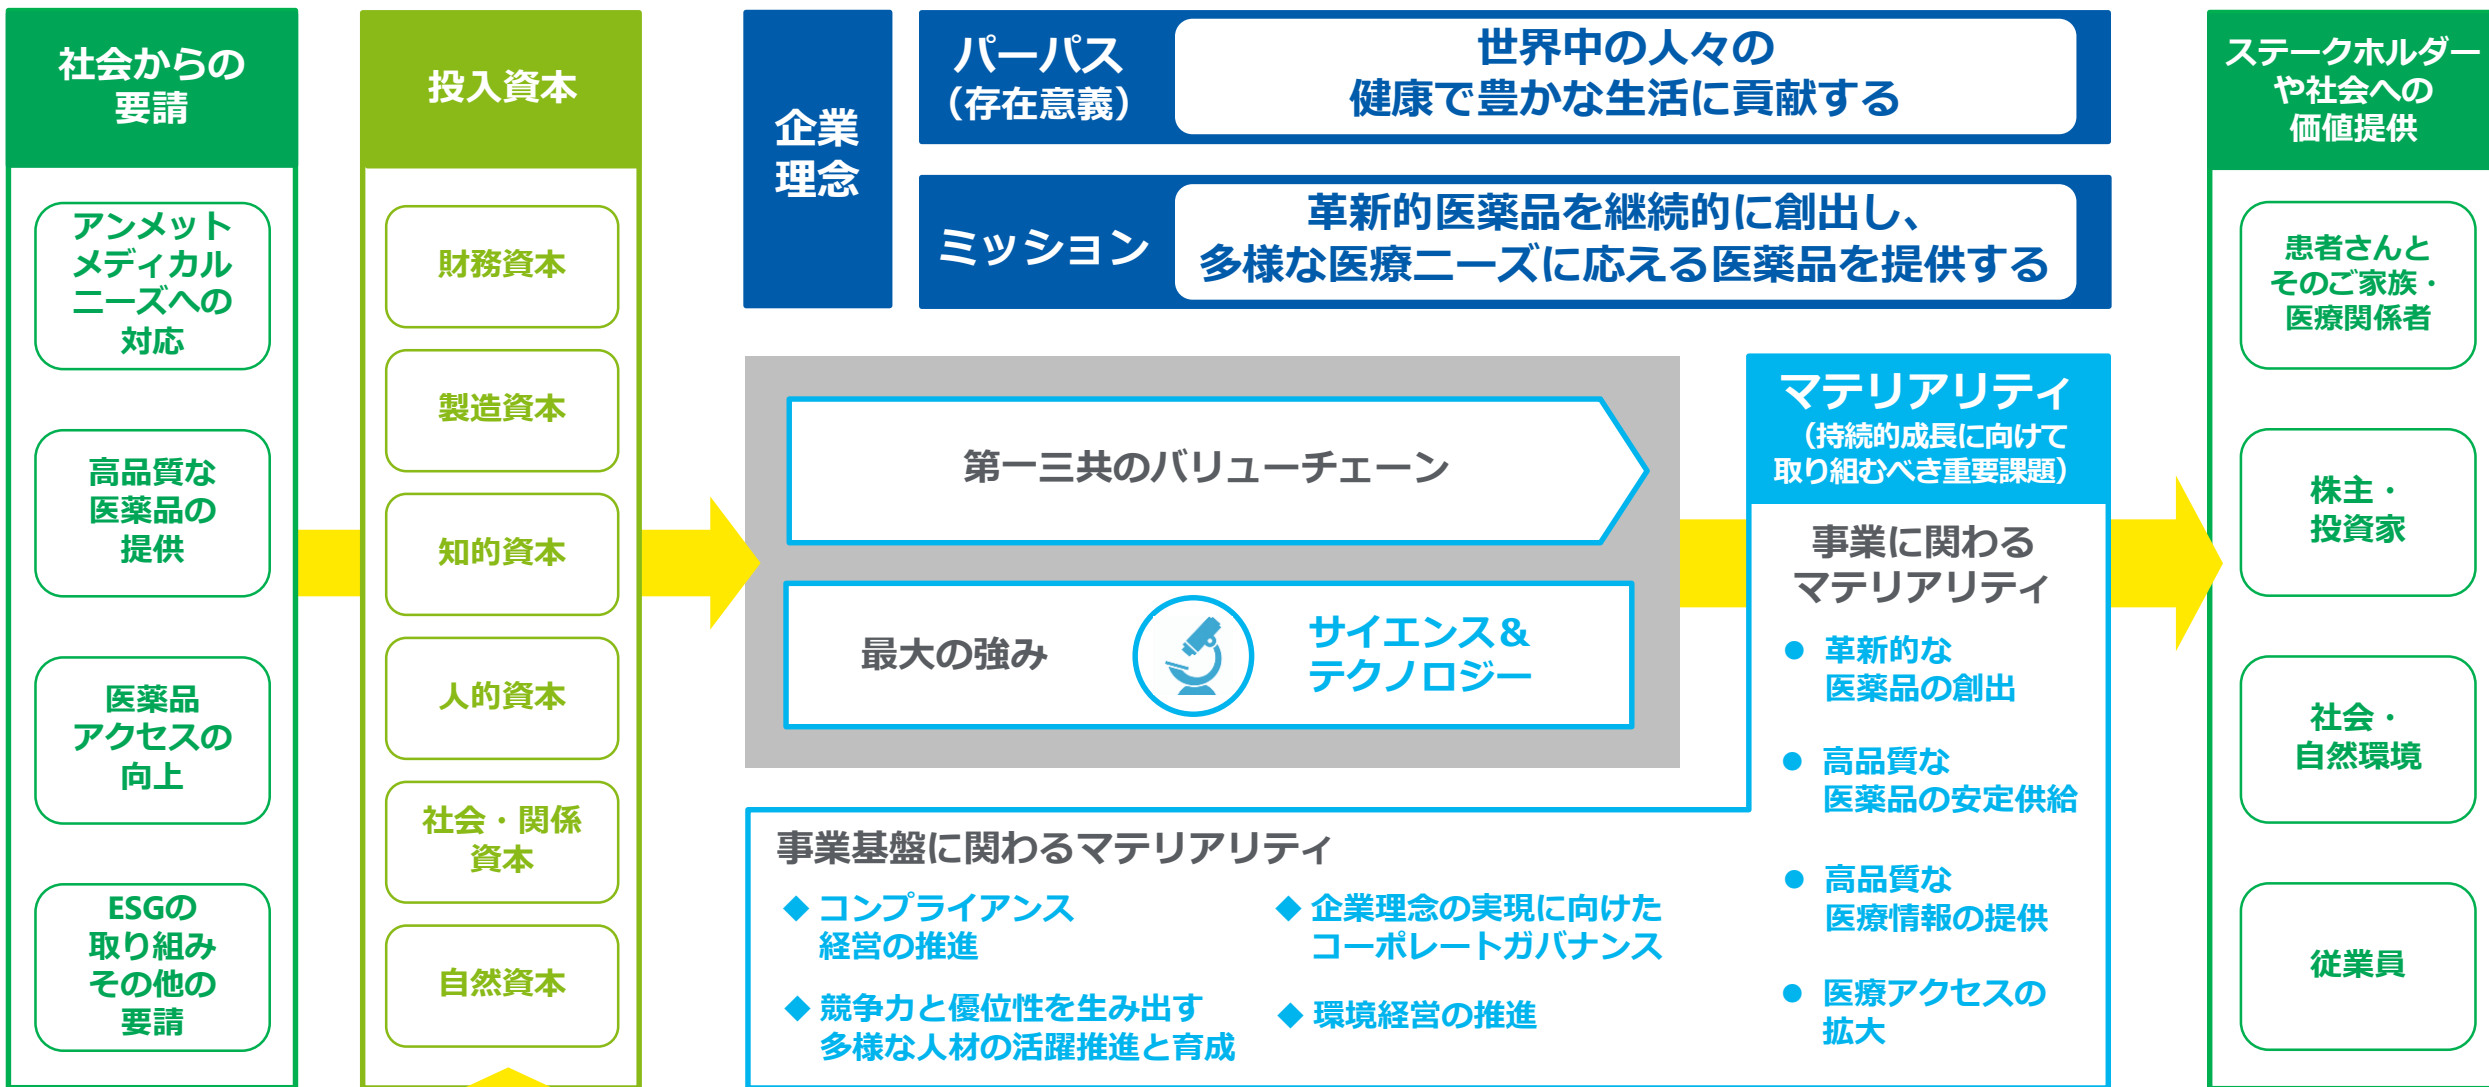 社会からの
要請
アンメット
メディカル
ニーズへの
対応
高品質な
医薬品の
提供
医薬品
アクセスの
向上
ESGの
取り組み
その他の
要請
投入資本
財務資本
製造資本
知的資本
人的資本
社会・関係
資本
自然資本
企業
理念
パーパス
（存在意義）
世界中の人々の
健康で豊かな生活に貢献する
ミッション
革新的医薬品を継続的に創出し、
多様な医療ニーズに応える医薬品を提供する
第一三共のバリューチェーン
最大の強み
サイエンス＆
テクノロジー
マテリアリティ
（持続的成長に向けて
取り組むべき重要課題）
事業に関わる
マテリアリティ
● 革新的な
医薬品の創出
● 高品質な
医薬品の安定供給
● 高品質な
医療情報の提供
● 医療アクセスの
拡大
事業基盤に関わるマテリアリティ
◆ コンプライアンス
経営の推進
◆ 競争力と優位性を生み出す
多様な人材の活躍推進と育成
◆ 企業理念の実現に向けた
コーポレートガバナンス
◆ 環境経営の推進
ステークホルダー
や社会への
価値提供
患者さんと
そのご家族・
医療関係者
株主・
投資家
社会・
自然環境
従業員